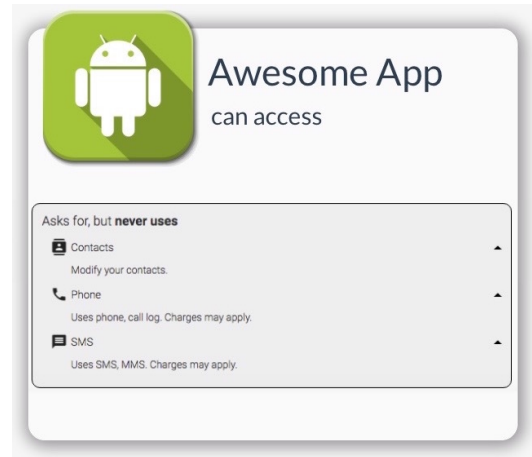 Awesome App
can access
Asks for, but never uses
Contacts
Modify your contacts.
Phone
Uses phone, call log. Charges may apply.
SMS
Uses SMS, MMS. Charges may apply.